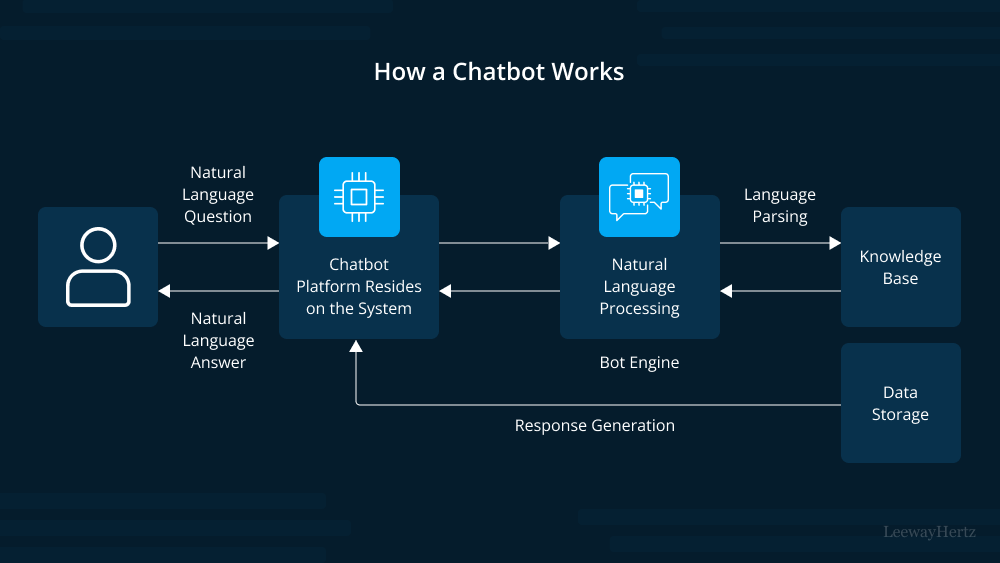 How a Chatbot Works
Natural
Language
Question
Natural
Language
Answer
Chatbot
Platform Resides
on the System
Natural
Language
Processing
Bot Engine
Language
Parsing
Knowledge
Base
Data
Storage
Response Generation
LeewayHertz